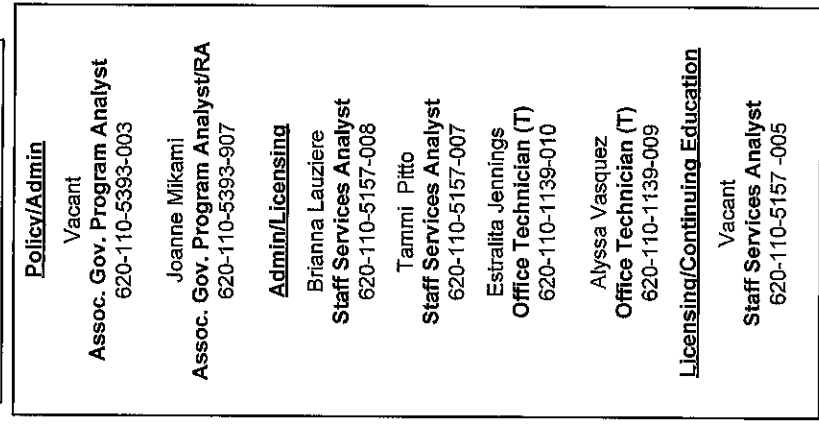 Policy/Admin
Vacant
Assoc. Gov. Program Analyst
620-110-5393-003
Joanne Mikami
Assoc. Gov. Program Analyst/RA
620-110-5393-907
Admin/Licensing
Brianna Lauziere
Staff Services Analyst
620-110-5157-008
Tammi Pitto
Staff Services Analyst
620-110-5157-007
Estralita Jennings
Office Technician (T)
620-110-1139-010
Alyssa Vasquez
Office Technician (T)
620-110-1139-009
Licensing/Continuing Education
Vacant
Staff Services Analyst
620-110-5157 -005